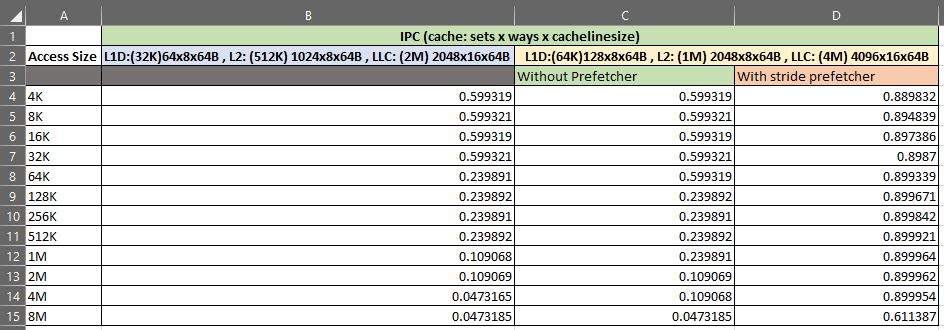 A B C D
1 IPC (cache: sets x ways x cachelinesize)
2 Access Size L1D:(32K)64x8x64B , L2: (512K) 1024x8x64B , LLC: (2M) 2048x16x64B L1D:(64K)128x8x64B , L2: (1M) 2048x8x64B , LLC: (4M) 4096x16x64B
3 Without Prefetcher With stride prefetcher
4 4K 0.599319 0.599319 0.889832
5 8K 0.599321 0.599321 0.894839
6 16K 0.599319 0.599319 0.897386
7 32K 0.599321 0.599321 0.8987
8 64K 0.239891 0.599319 0.899339
9 128K 0.239892 0.239892 0.899671
10 256K 0.239891 0.239891 0.899842
11 512K 0.239892 0.239892 0.899921
12 1M 0.109068 0.239891 0.899964
13 2M 0.109069 0.109069 0.899962
14 4M 0.0473165 0.109068 0.899954
15 8M 0.0473185 0.0473185 0.611387